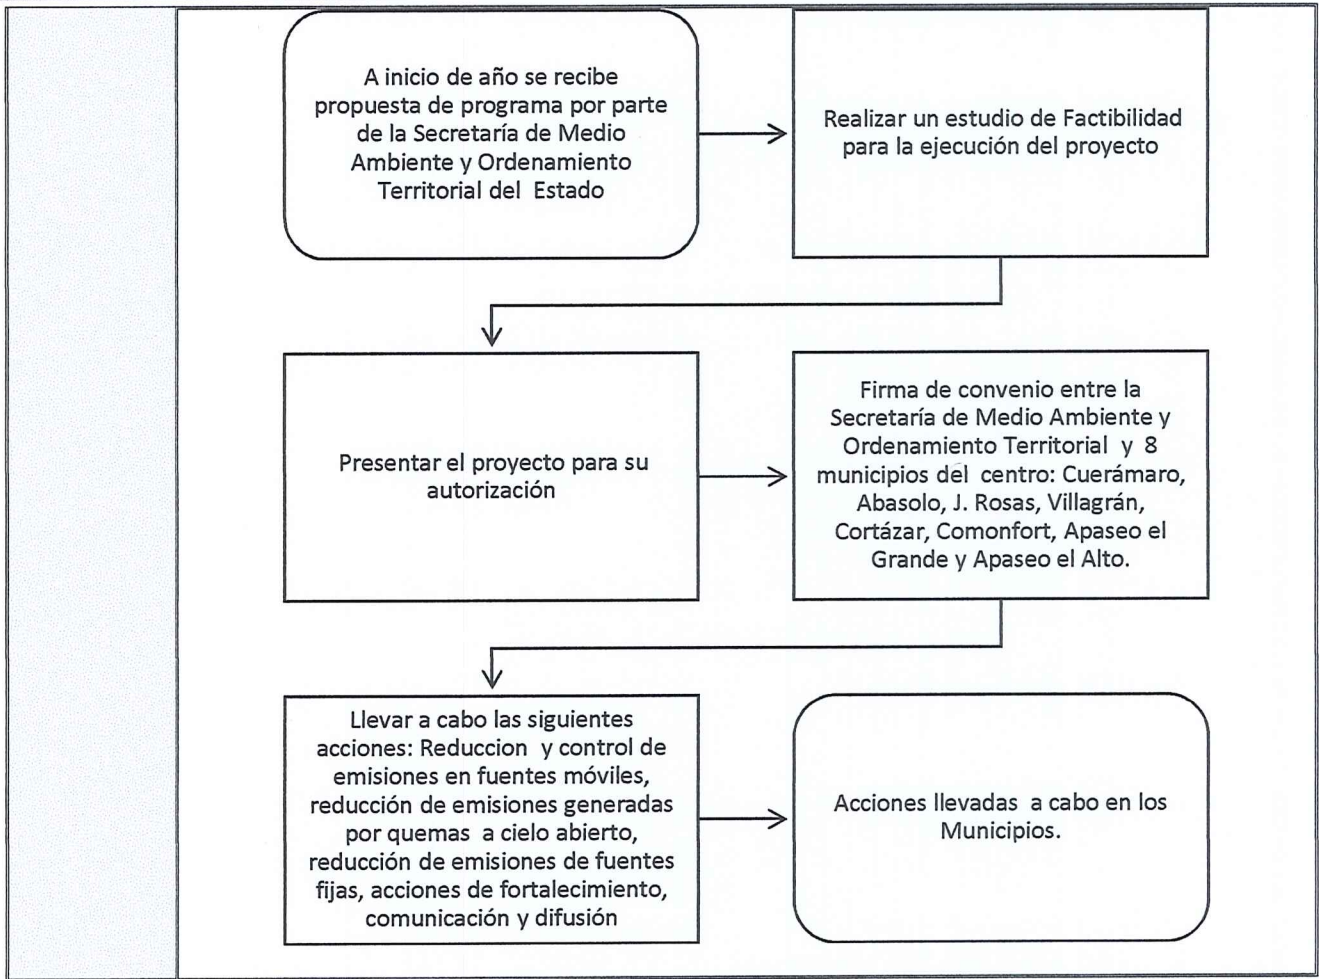 A inicio de año se recibe
propuesta de programa por parte
de la Secretaría de Medio
Ambiente y Ordenamiento
Territorial del Estado
Realizar un estudio de Factibilidad
para la ejecución del proyecto
Presentar el proyecto para su
autorización
Firma de convenio entre la
Secretaría de Medio Ambiente y
Ordenamiento Territorial y 8
municipios del centro: Cuerámaro,
Abasolo, J. Rosas, Villagrán,
Cortázar, Comonfort, Apaseo el
Grande y Apaseo el Alto.
Llevar a cabo las siguientes
acciones: Reduccion y control de
emisiones en fuentes móviles,
reducción de emisiones generadas
por quemas a cielo abierto,
reducción de emisiones de fuentes
fijas, acciones de fortalecimiento,
comunicación y difusión
Acciones llevadas a cabo en los
Municipios.